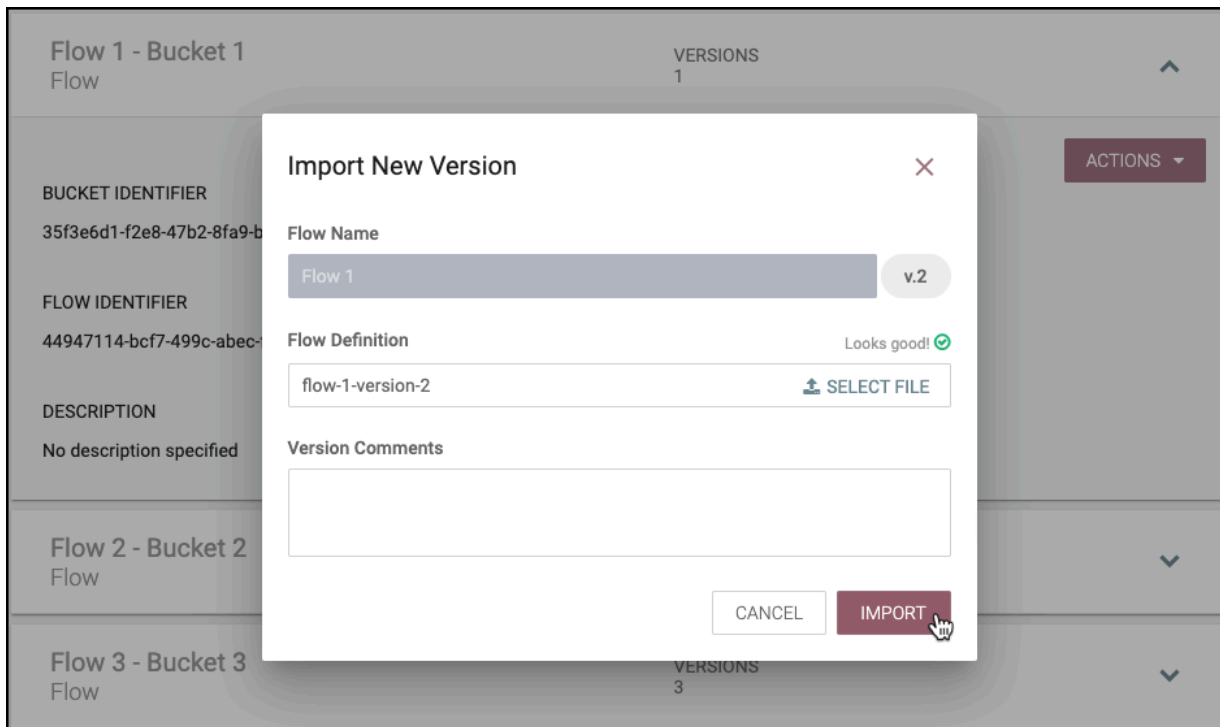 Flow 1 - Bucket 1
Flow
VERSIONS
1
ACTIONS
BUCKET IDENTIFIER
35f3e6d1-f2e8-47b2-8fa9-b
FLOW IDENTIFIER
44947114-bcf7-499c-abec-
DESCRIPTION
No description specified
Import New Version
Flow Name
Flow 1
v.2
Flow Definition
Looks good!
flow-1-version-2
SELECT FILE
Version Comments
CANCEL
IMPORT
Flow 2 - Bucket 2
Flow
Flow 3 - Bucket 3
Flow
VERSIONS
3